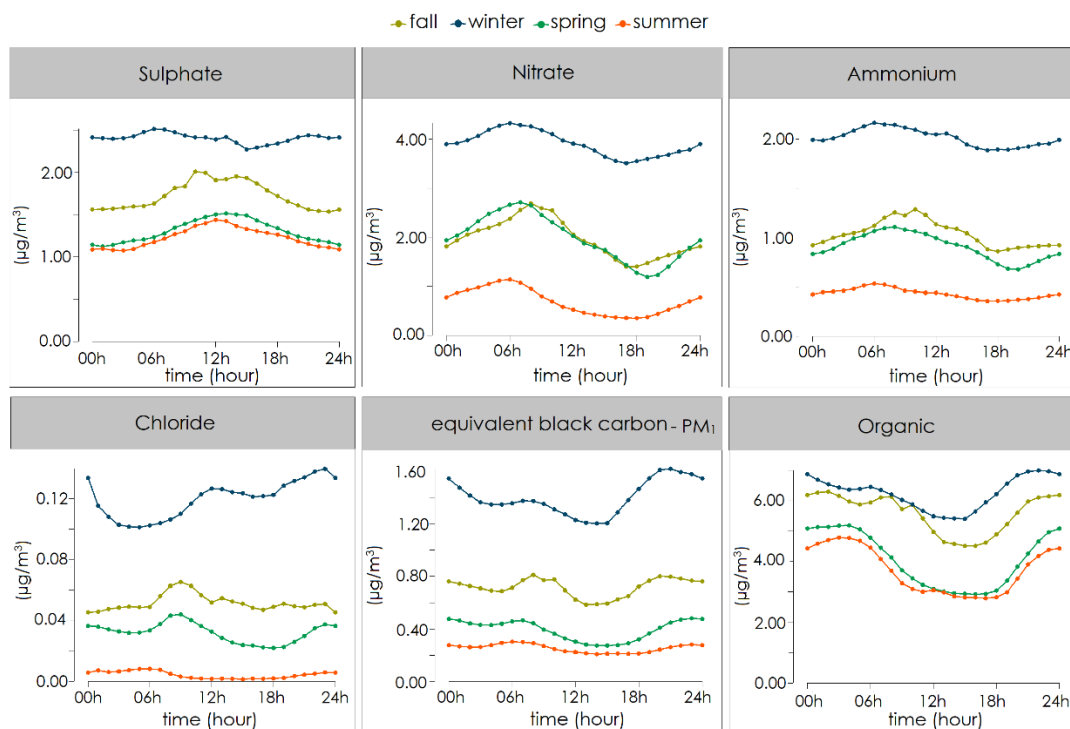 fall winter spring summer
Sulphate
(µg/m³)
2.00
1.00
0.00
00h 06h 12h 18h 24h
time (hour)
Nitrate
(µg/m³)
4.00
2.00
0.00
00h 06h 12h 18h 24h
time (hour)
Ammonium
(µg/m³)
2.00
1.00
0.00
00h 06h 12h 18h 24h
time (hour)
Chloride
(µg/m³)
0.12
0.08
0.04
0.00
00h 06h 12h 18h 24h
time (hour)
equivalent black carbon - PM₁
(µg/m³)
1.60
1.20
0.80
0.40
0.00
00h 06h 12h 18h 24h
time (hour)
Organic
(µg/m³)
6.00
4.00
2.00
0.00
00h 06h 12h 18h 24h
time (hour)